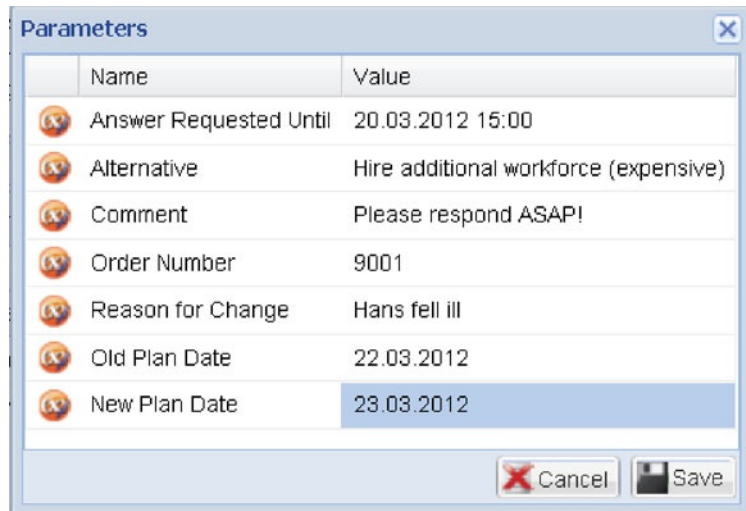 Parameters
Name Value
Answer Requested Until 20.03.2012 15:00
Alternative Hire additional workforce (expensive)
Comment Please respond ASAP!
Order Number 9001
Reason for Change Hans fell ill
Old Plan Date 22.03.2012
New Plan Date 23.03.2012
Cancel Save